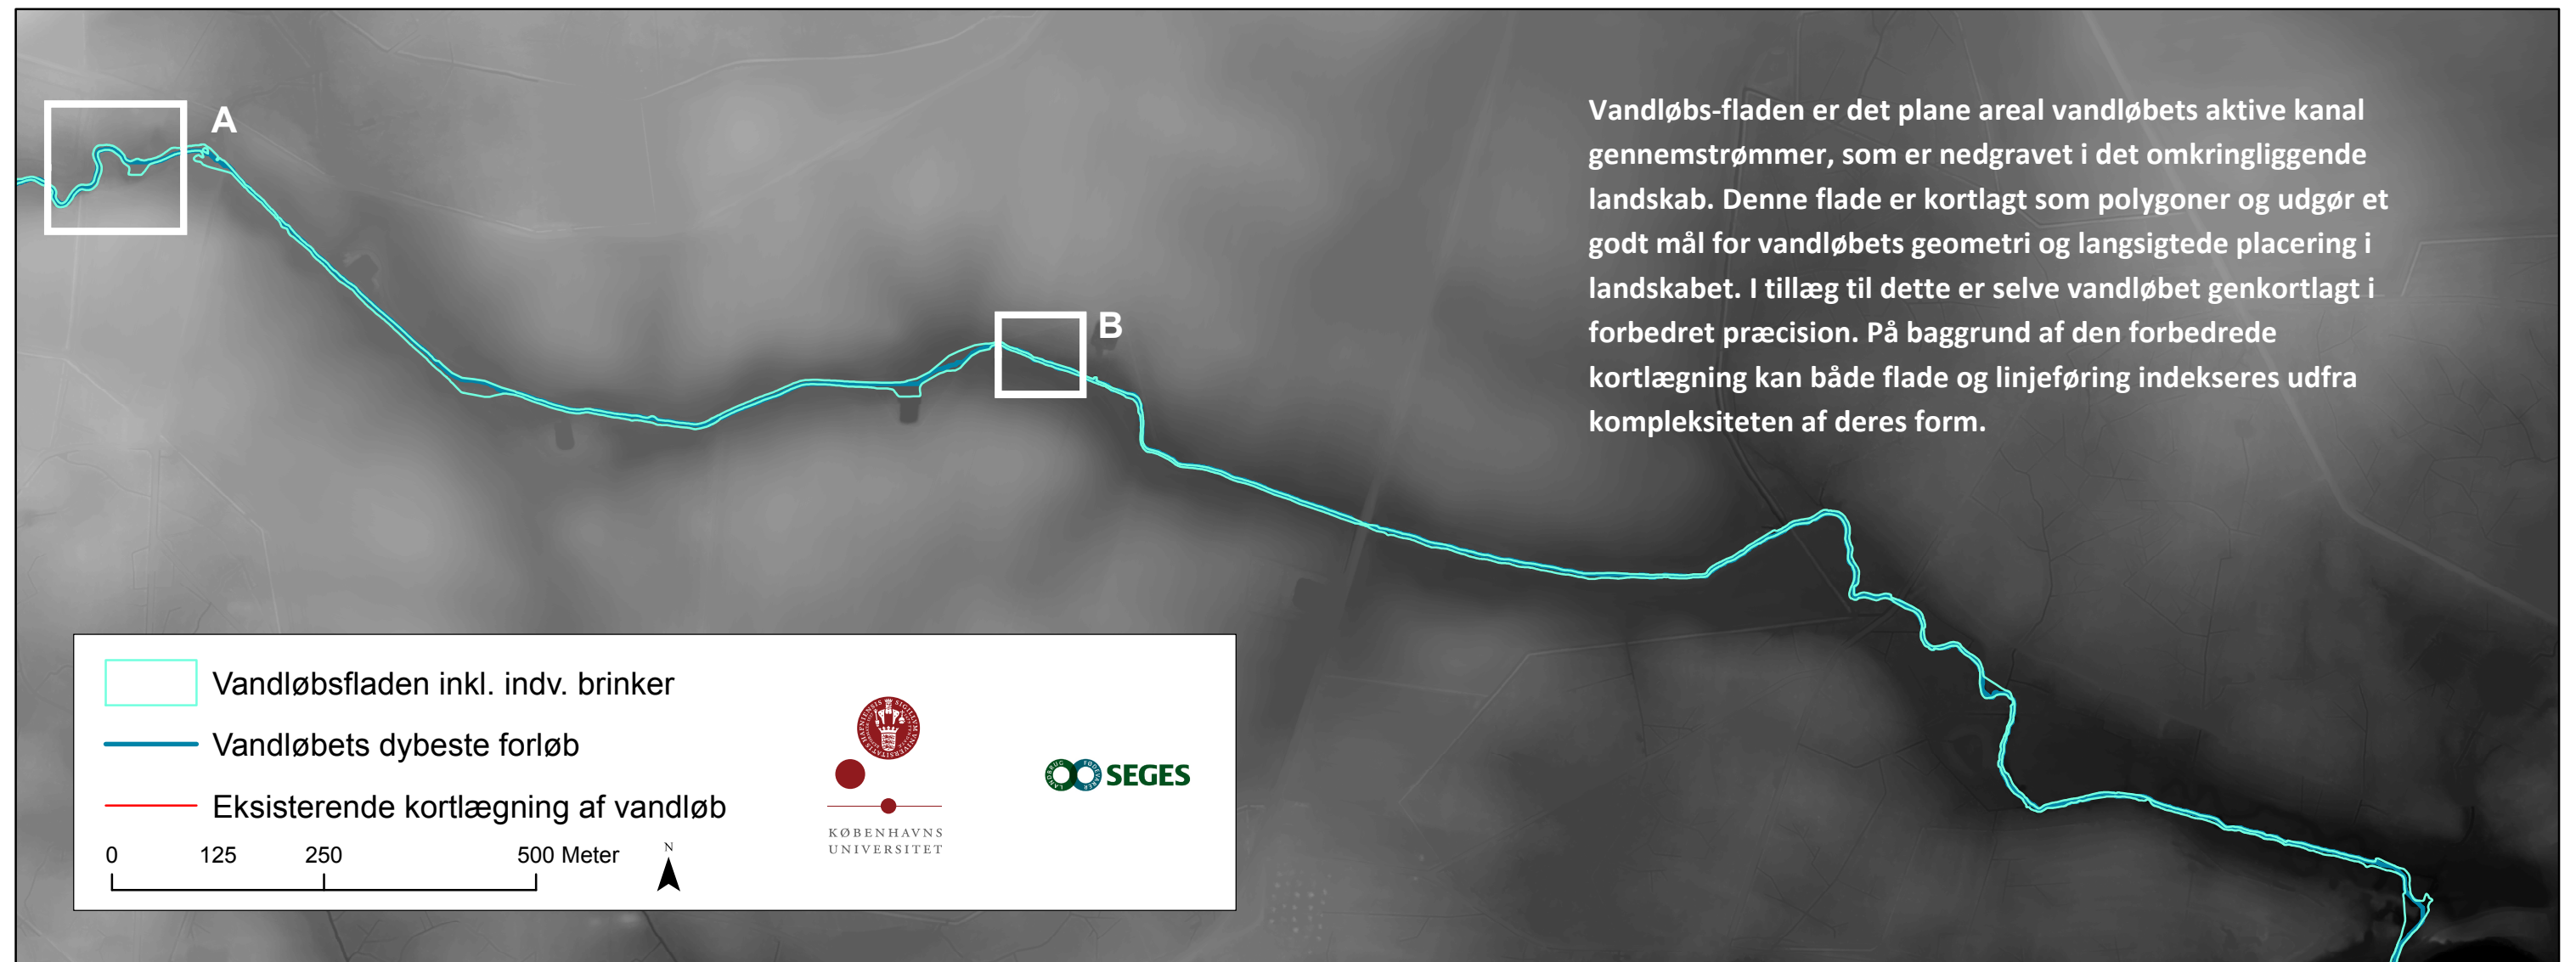 A
B
Vandløbs-fladen er det plane areal vandløbets aktive kanal
gennemstrømmer, som er nedgravet i det omkringliggende
landskab. Denne flade er kortlagt som polygoner og udgør et
godt mål for vandløbets geometri og langsigtede placering i
landskabet. I tillæg til dette er selve vandløbet genkortlagt i
forbedret præcision. På baggrund af den forbedrede
kortlægning kan både flade og linjeføring indekseres udfra
kompleksiteten af deres form.
Vandløbsfladen inkl. indv. brinker
Vandløbets dybeste forløb
Eksisterende kortlægning af vandløb
0 125 250 500 Meter
N
KØBENHAVNS
UNIVERSITET
LANDBRUG FØDEVARER
SEGES